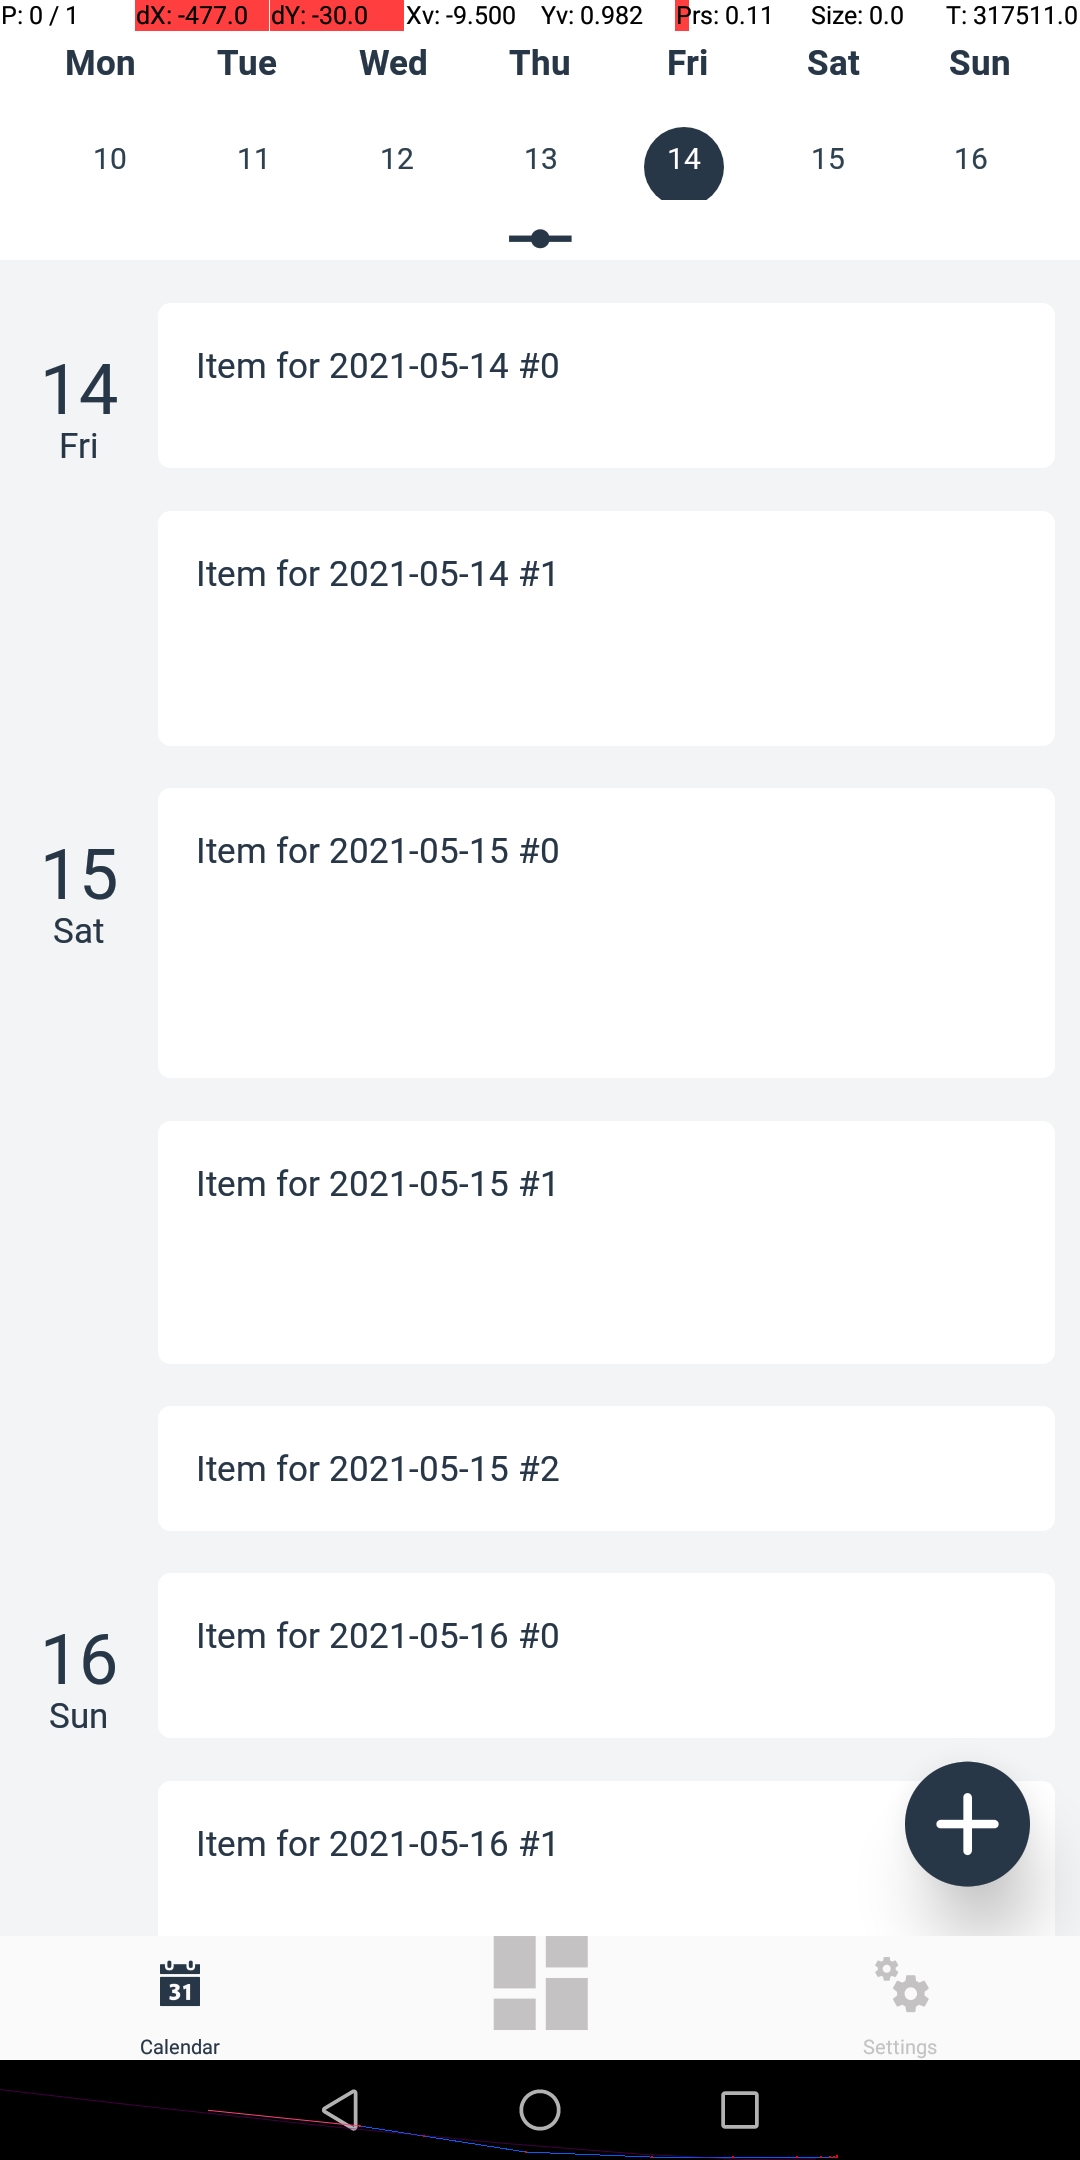 P: 0 / 1 dX: -477.0 dY: -30.0 Xv: -9.500 Yv: 0.982 Prs: 0.11 Size: 0.0 T: 317511.0
Mon Tue Wed Thu Fri Sat Sun
10 11 12 13 14 15 16
14
Fri
Item for 2021-05-14 #0
Item for 2021-05-14 #1
15
Sat
Item for 2021-05-15 #0
Item for 2021-05-15 #1
Item for 2021-05-15 #2
16
Sun
Item for 2021-05-16 #0
Item for 2021-05-16 #1
31
Calendar
Settings